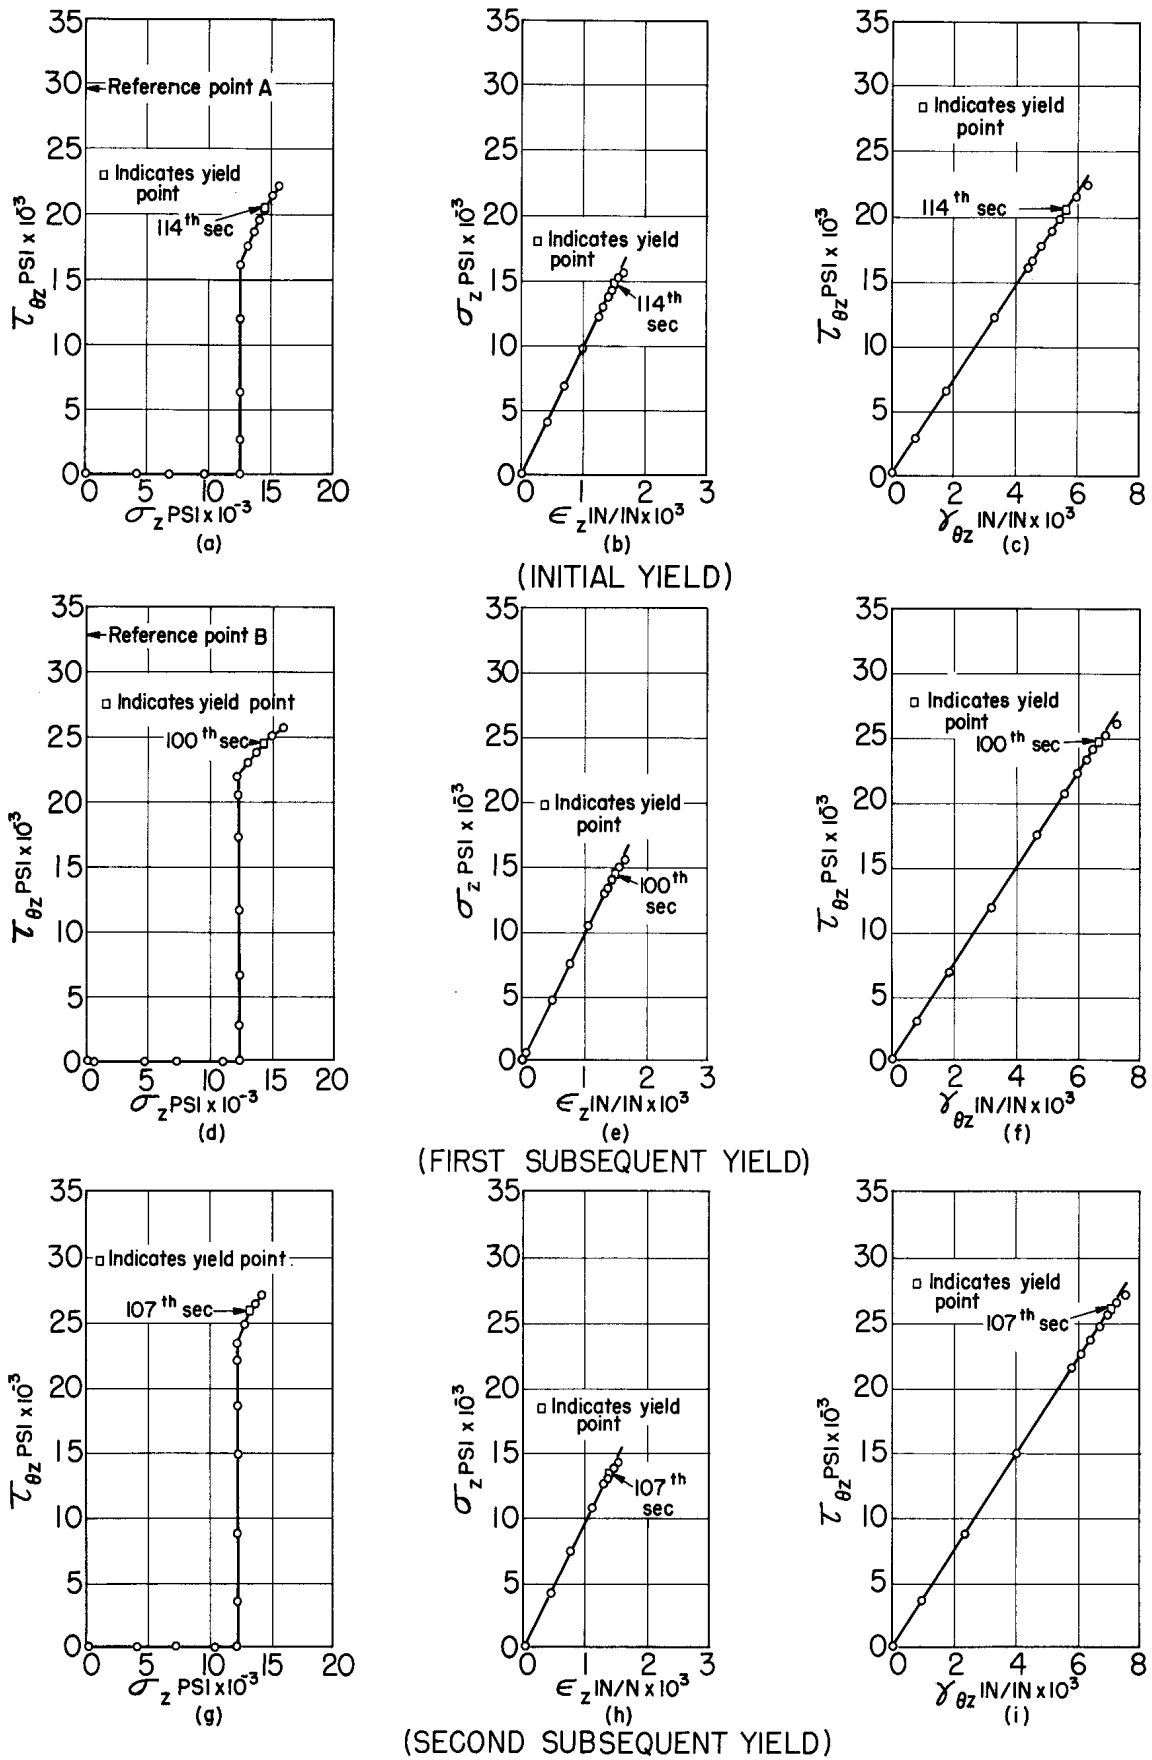 35
30
25
20
15
10
5
0
τθz PSI x 10⁻³
Reference point A
□ Indicates yield
point
114th sec
0 5 10 15 20
σz PSI x 10⁻³
(a)
35
30
25
20
15
10
5
0
σz PSI x 10⁻³
□ Indicates yield
point
114th
sec
0 1 2 3
εz IN/IN x 10³
(b)
35
30
25
20
15
10
5
0
τθz PSI x 10⁻³
□ Indicates yield
point
114th sec
0 2 4 6 8
γθz IN/IN x 10³
(c)
(INITIAL YIELD)
35
30
25
20
15
10
5
0
τθz PSI x 10⁻³
Reference point B
□ Indicates yield point
100th sec
0 5 10 15 20
σz PSI x 10⁻³
(d)
35
30
25
20
15
10
5
0
σz PSI x 10⁻³
□ Indicates yield
point
100th
sec
0 1 2 3
εz IN/IN x 10³
(e)
35
30
25
20
15
10
5
0
τθz PSI x 10⁻³
□ Indicates yield
point
100th sec
0 2 4 6 8
γθz IN/IN x 10³
(f)
(FIRST SUBSEQUENT YIELD)
35
30
25
20
15
10
5
0
τθz PSI x 10⁻³
□ Indicates yield point
107th sec
0 5 10 15 20
σz PSI x 10⁻³
(g)
35
30
25
20
15
10
5
0
σz PSI x 10⁻³
□ Indicates yield
point
107th
sec
0 1 2 3
εz IN/N x 10³
(h)
35
30
25
20
15
10
5
0
τθz PSI x 10⁻³
□ Indicates yield
point
107th sec
0 2 4 6 8
γθz IN/IN x 10³
(i)
(SECOND SUBSEQUENT YIELD)